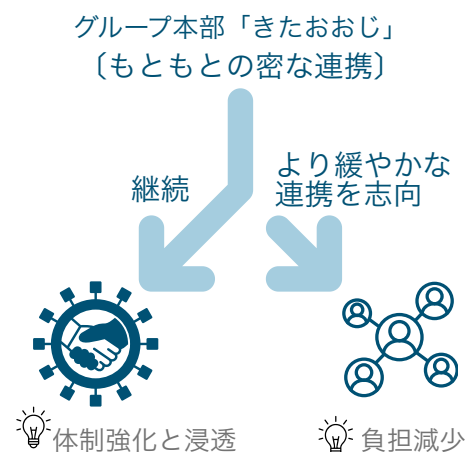 グループ本部「きたおおじ」
〔もともとの密な連携〕
継続
より緩やかな
連携を志向
体制強化と浸透
負担減少